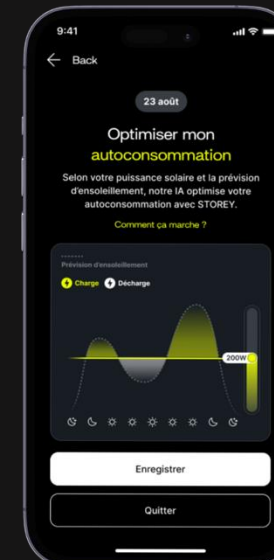 9:41
Back
23 août
Optimiser mon
autoconsommation
Selon votre puissance solaire et la prévision
d'ensoleillement, notre IA optimise votre
autoconsommation avec STOREY.
Comment ça marche ?
Prévision d'ensoleillement
Charge Décharge
200W
Enregistrer
Quitter